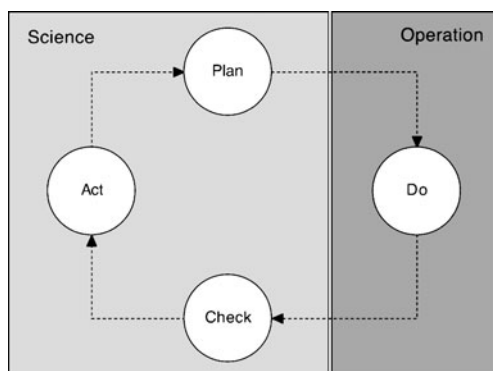 Science
Operation
Plan
Act
Do
Check